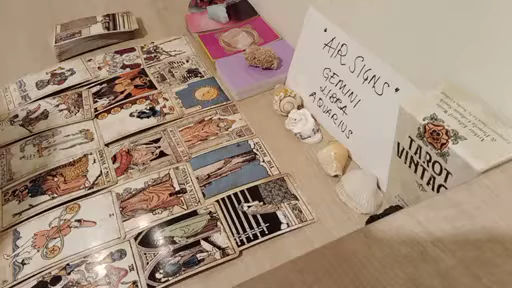 AIR SIGNS
GEMINI
LIBRA
AQUARIUS
TAROT
VINTAG